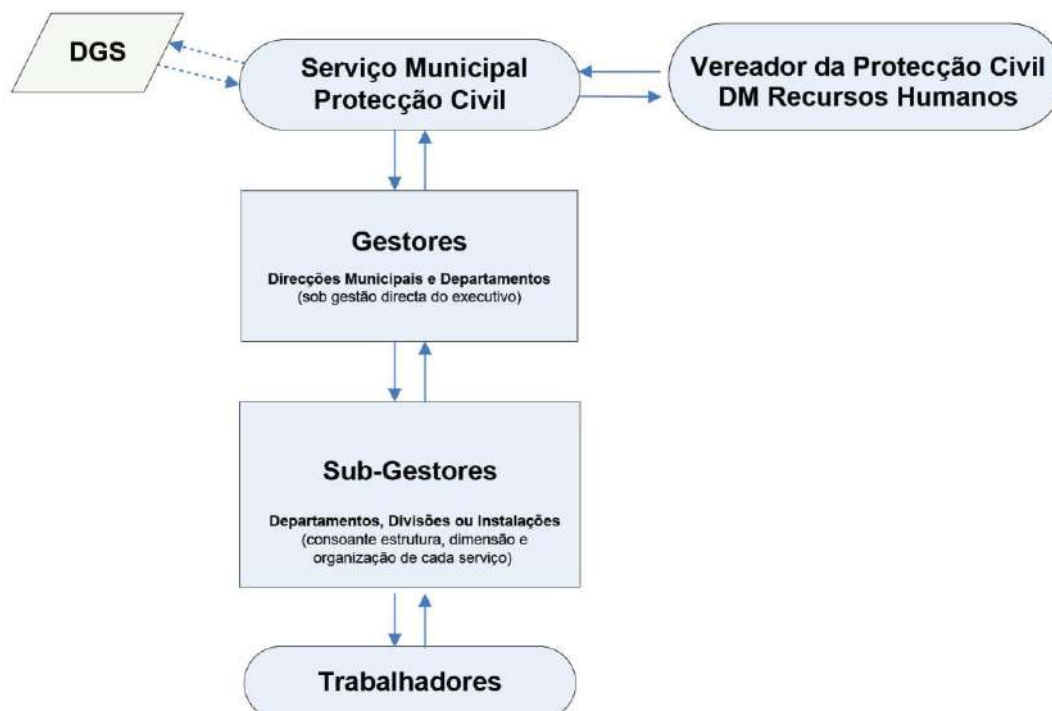 DGS
Serviço Municipal
Protecção Civil
Vereador da Protecção Civil
DM Recursos Humanos
Gestores
Direcções Municipais e Departamentos
(sob gestão directa do executivo)
Sub-Gestores
Departamentos, Divisões ou Instalações
(consoante estrutura, dimensão e
organização de cada serviço)
Trabalhadores